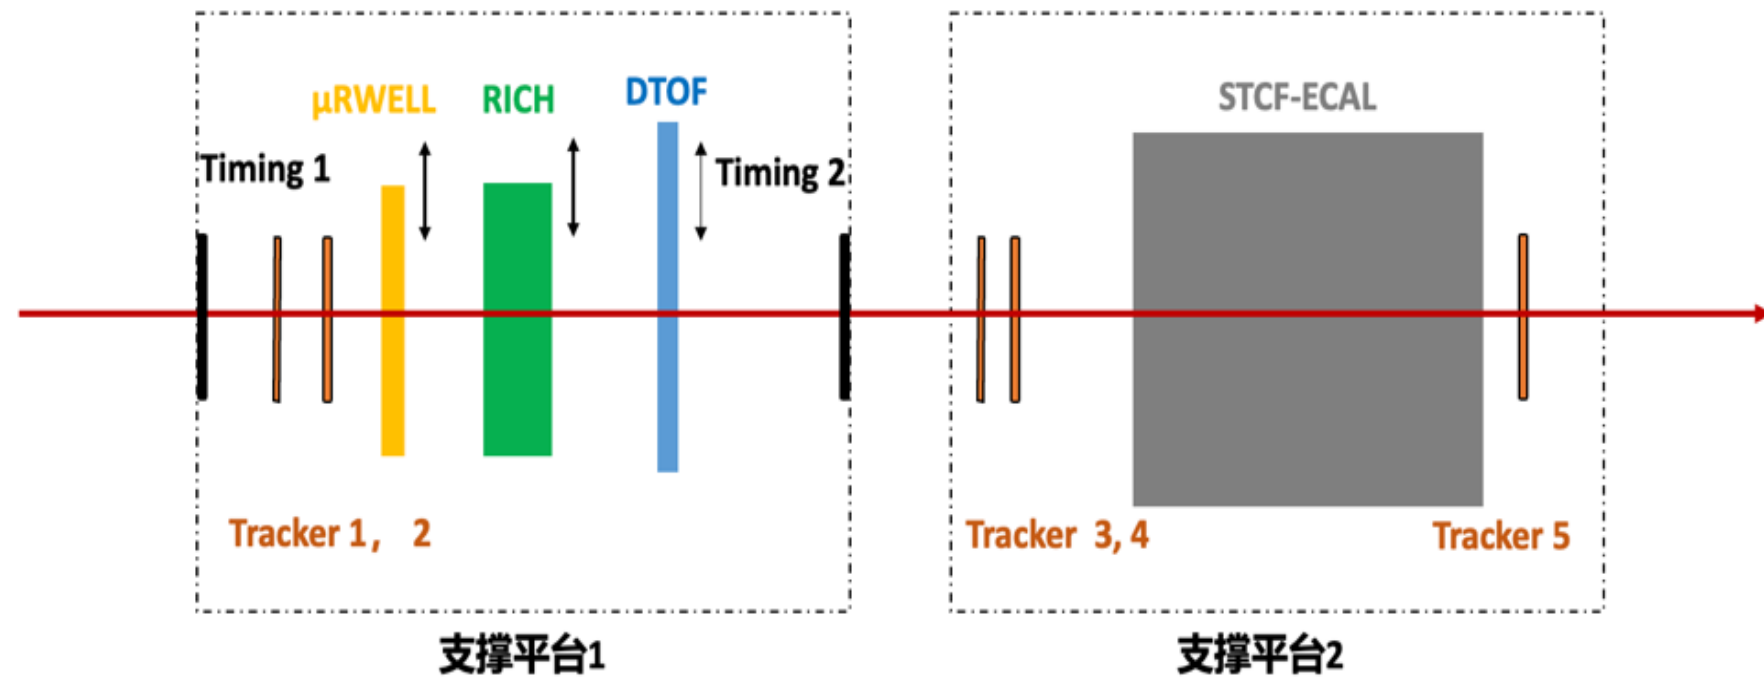 μRWELL
RICH
DTOF
STCF-ECAL
Timing 1
Timing 2
Tracker 1， 2
Tracker 3, 4
Tracker 5
支撑平台1
支撑平台2